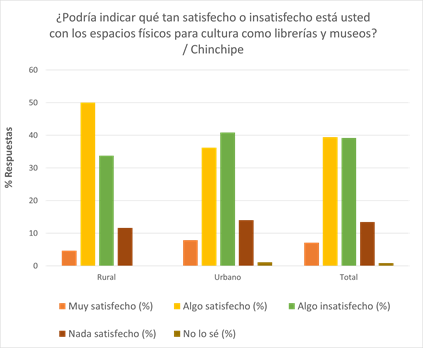 ¿Podría indicar qué tan satisfecho o insatisfecho está usted
con los espacios físicos para cultura como librerías y museos?
/ Chinchipe
% Respuestas
60
50
40
30
20
10
0
Rural
Urbano
Total
Muy satisfecho (%)
Algo satisfecho (%)
Algo insatisfecho (%)
Nada satisfecho (%)
No lo sé (%)